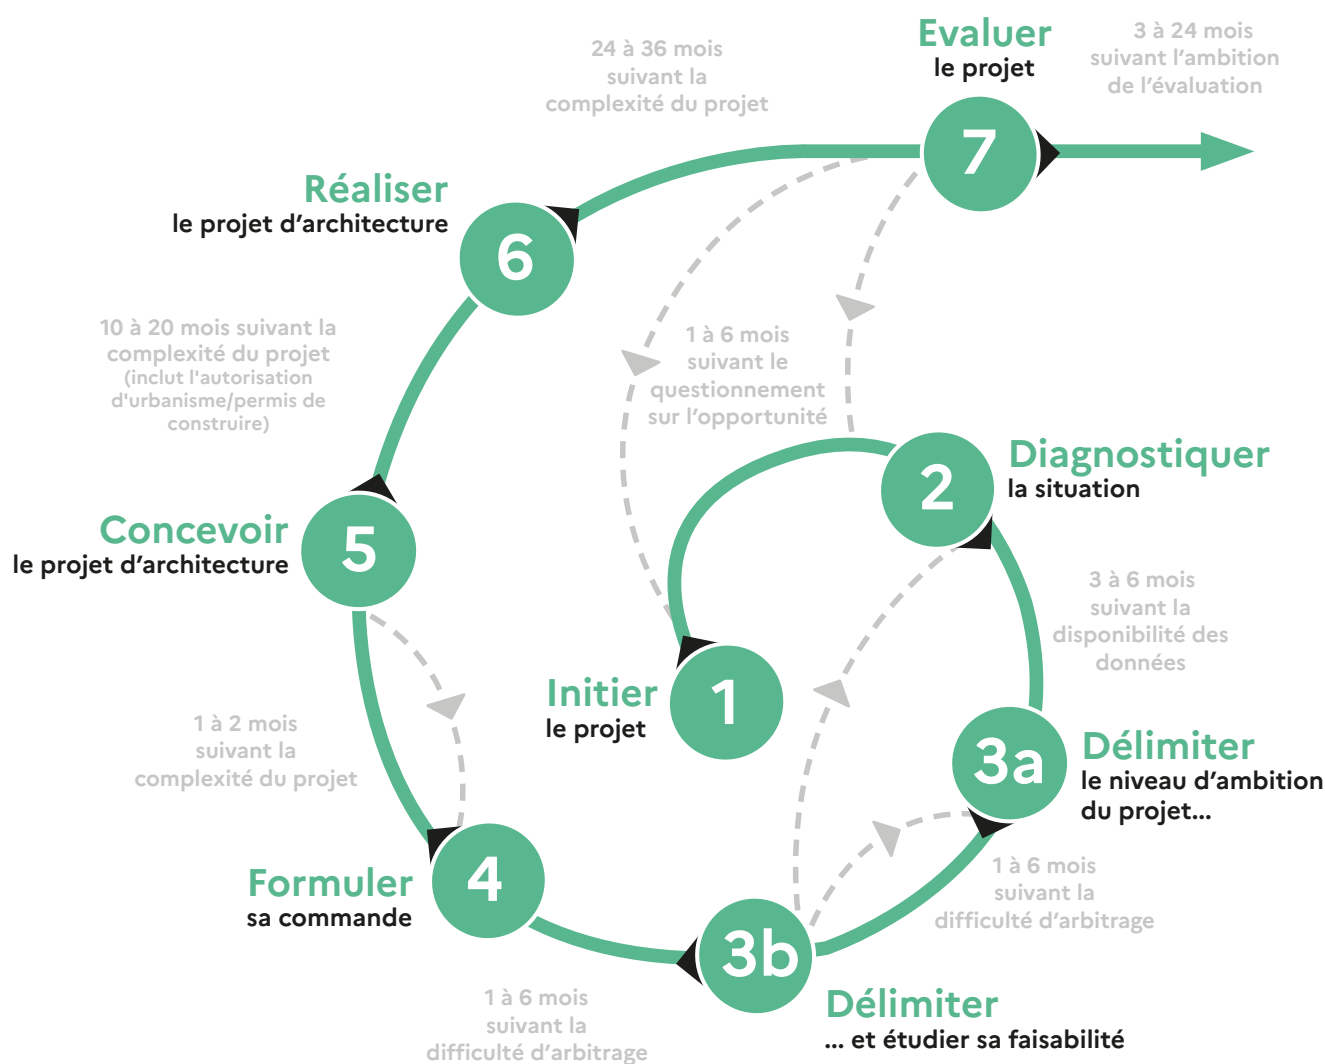 Evaluer
le projet
7
3 à 24 mois
suivant l’ambition
de l’évaluation
24 à 36 mois
suivant la
complexité du projet
Réaliser
le projet d’architecture
6
10 à 20 mois suivant la
complexité du projet
(inclut l'autorisation
d'urbanisme/permis de
construire)
1 à 6 mois
suivant le
questionnement
sur l’opportunité
2
Diagnostiquer
la situation
Concevoir
le projet d’architecture
5
3 à 6 mois
suivant la
disponibilité des
données
Initier
le projet
1
1 à 2 mois
suivant la
complexité du projet
3a
Délimiter
le niveau d’ambition
du projet...
1 à 6 mois
suivant la
difficulté d’arbitrage
Formuler
sa commande
4
3b
Délimiter
... et étudier sa faisabilité
1 à 6 mois
suivant la
difficulté d’arbitrage